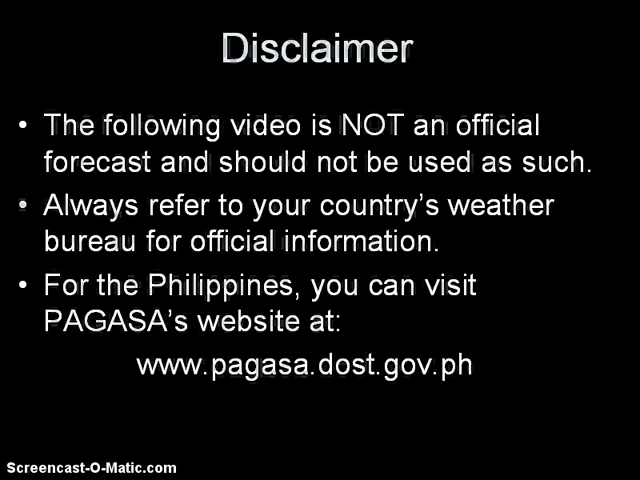 Disclaimer
• The following video is NOT an official
forecast and should not be used as such.
• Always refer to your country's weather
bureau for official information.
• For the Philippines, you can visit
PAGASA's website at:
www.pagasa.dost.gov.ph
Screencast-O-Matic.com